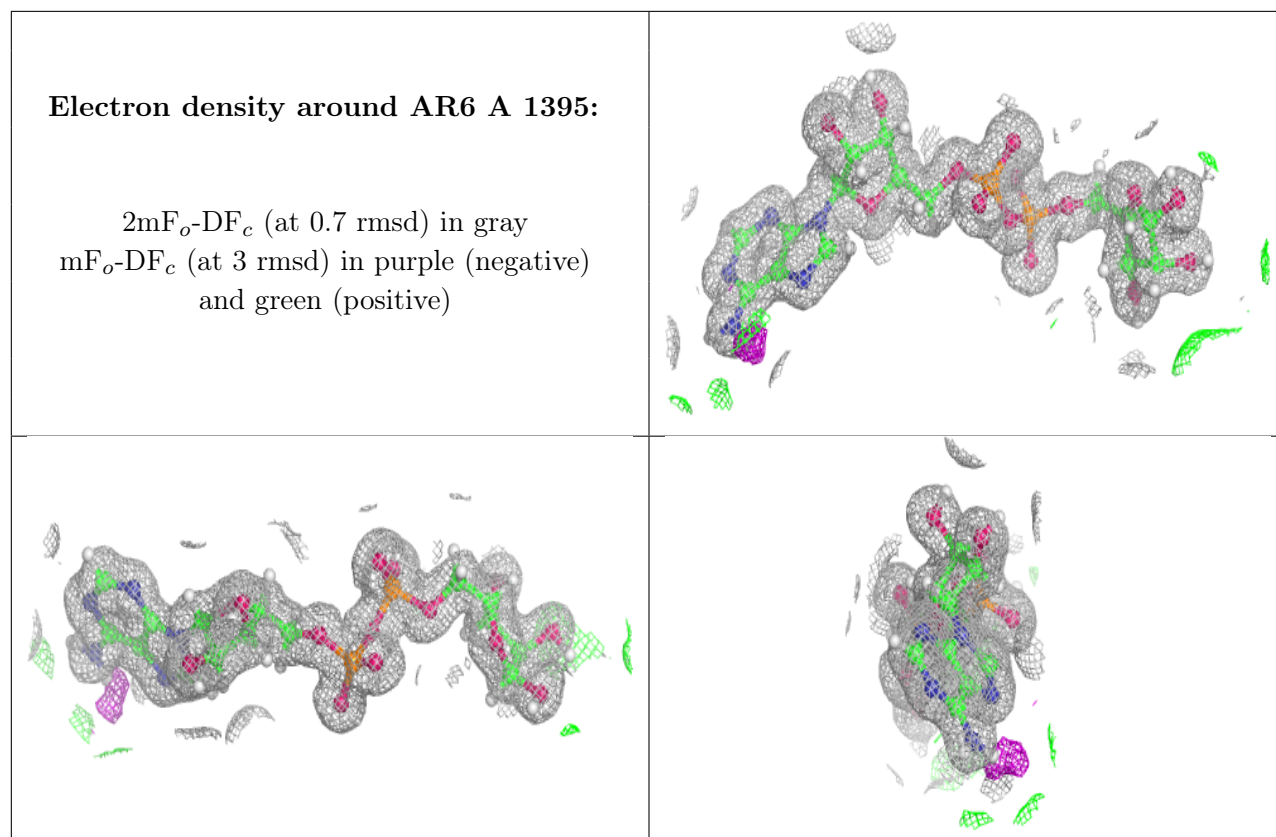 Electron density around AR6 A 1395:
2mFo-DFc (at 0.7 rmsd) in gray
mFo-DFc (at 3 rmsd) in purple (negative)
and green (positive)